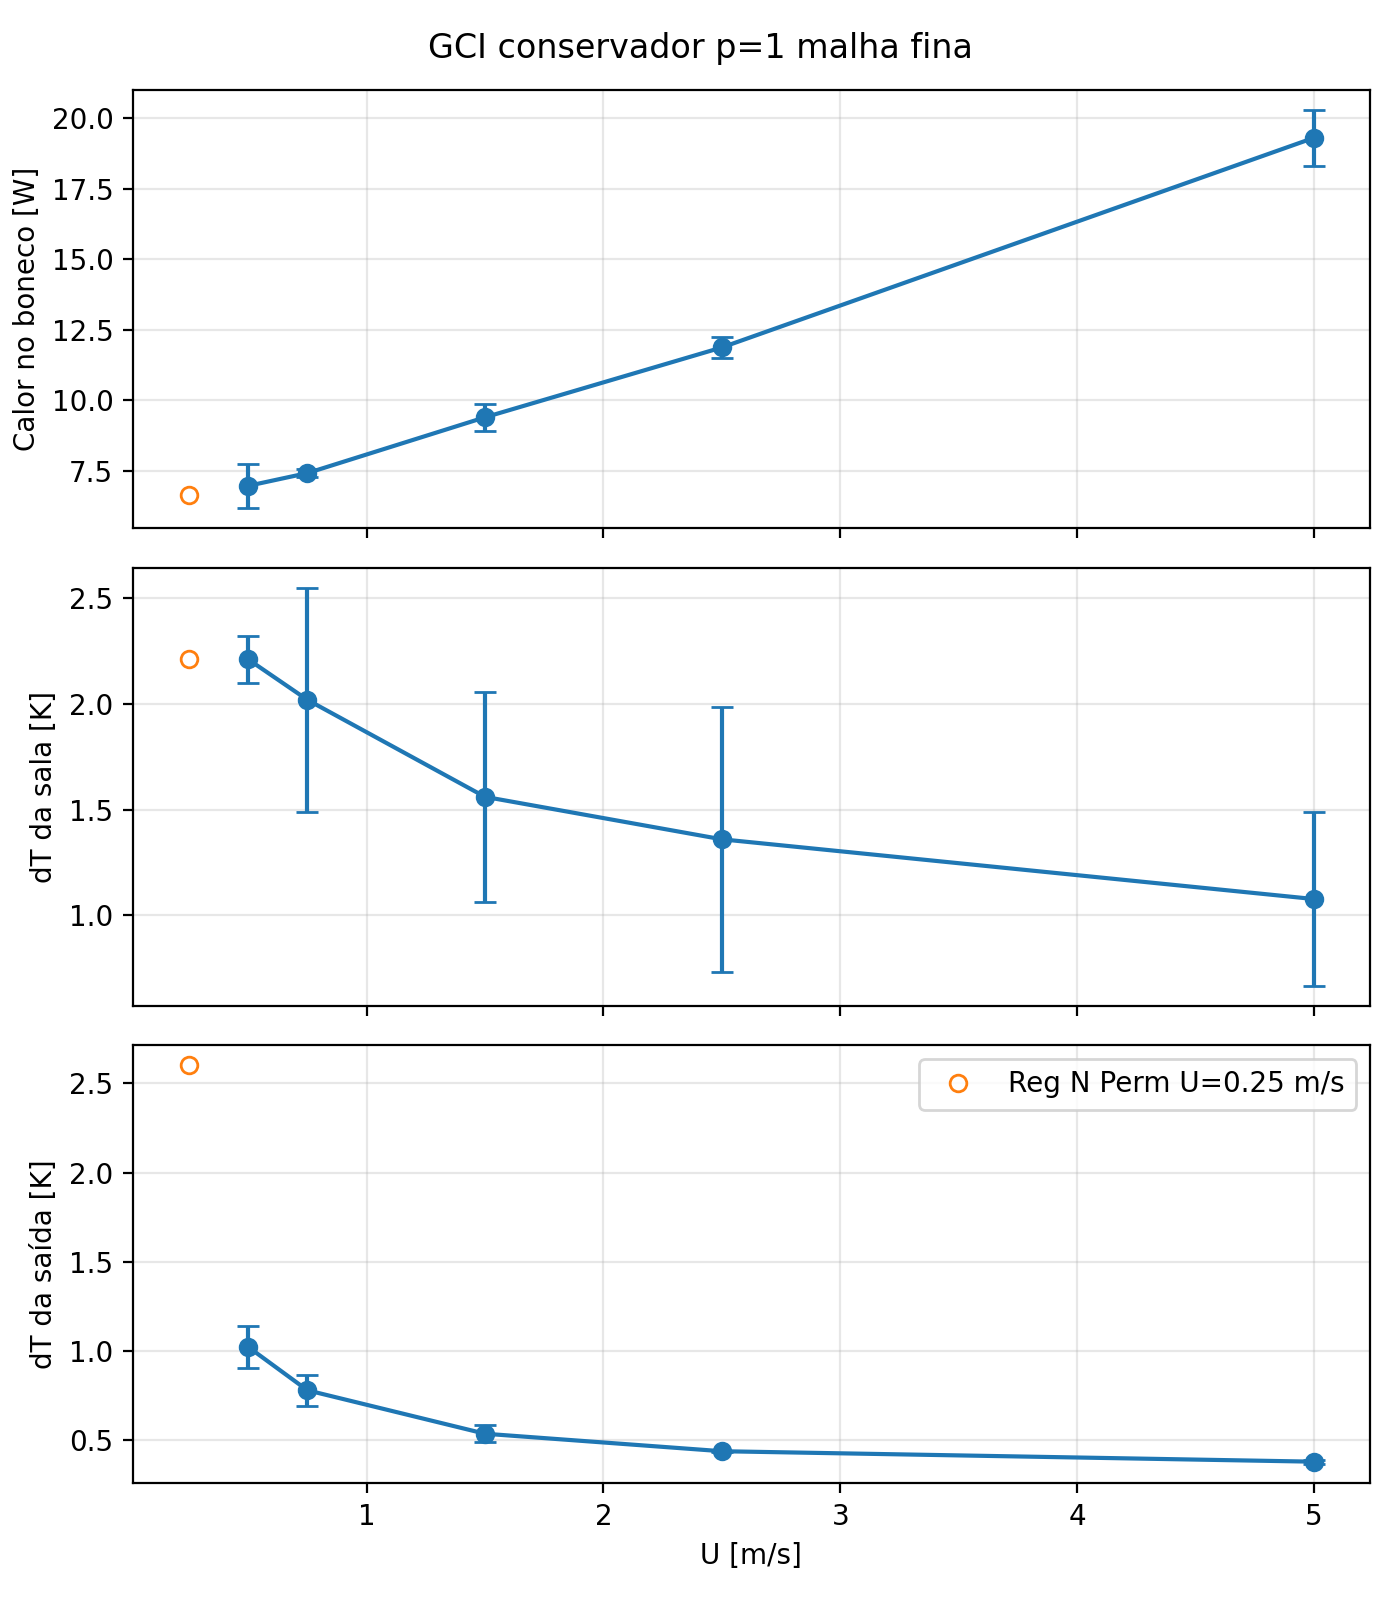 GCI conservador p=1 malha fina
Calor no boneco [W]
20.0
17.5
15.0
12.5
10.0
7.5
dT da sala [K]
2.5
2.0
1.5
1.0
dT da saída [K]
2.5
2.0
1.5
1.0
0.5
Reg N Perm U=0.25 m/s
1 2 3 4 5
U [m/s]